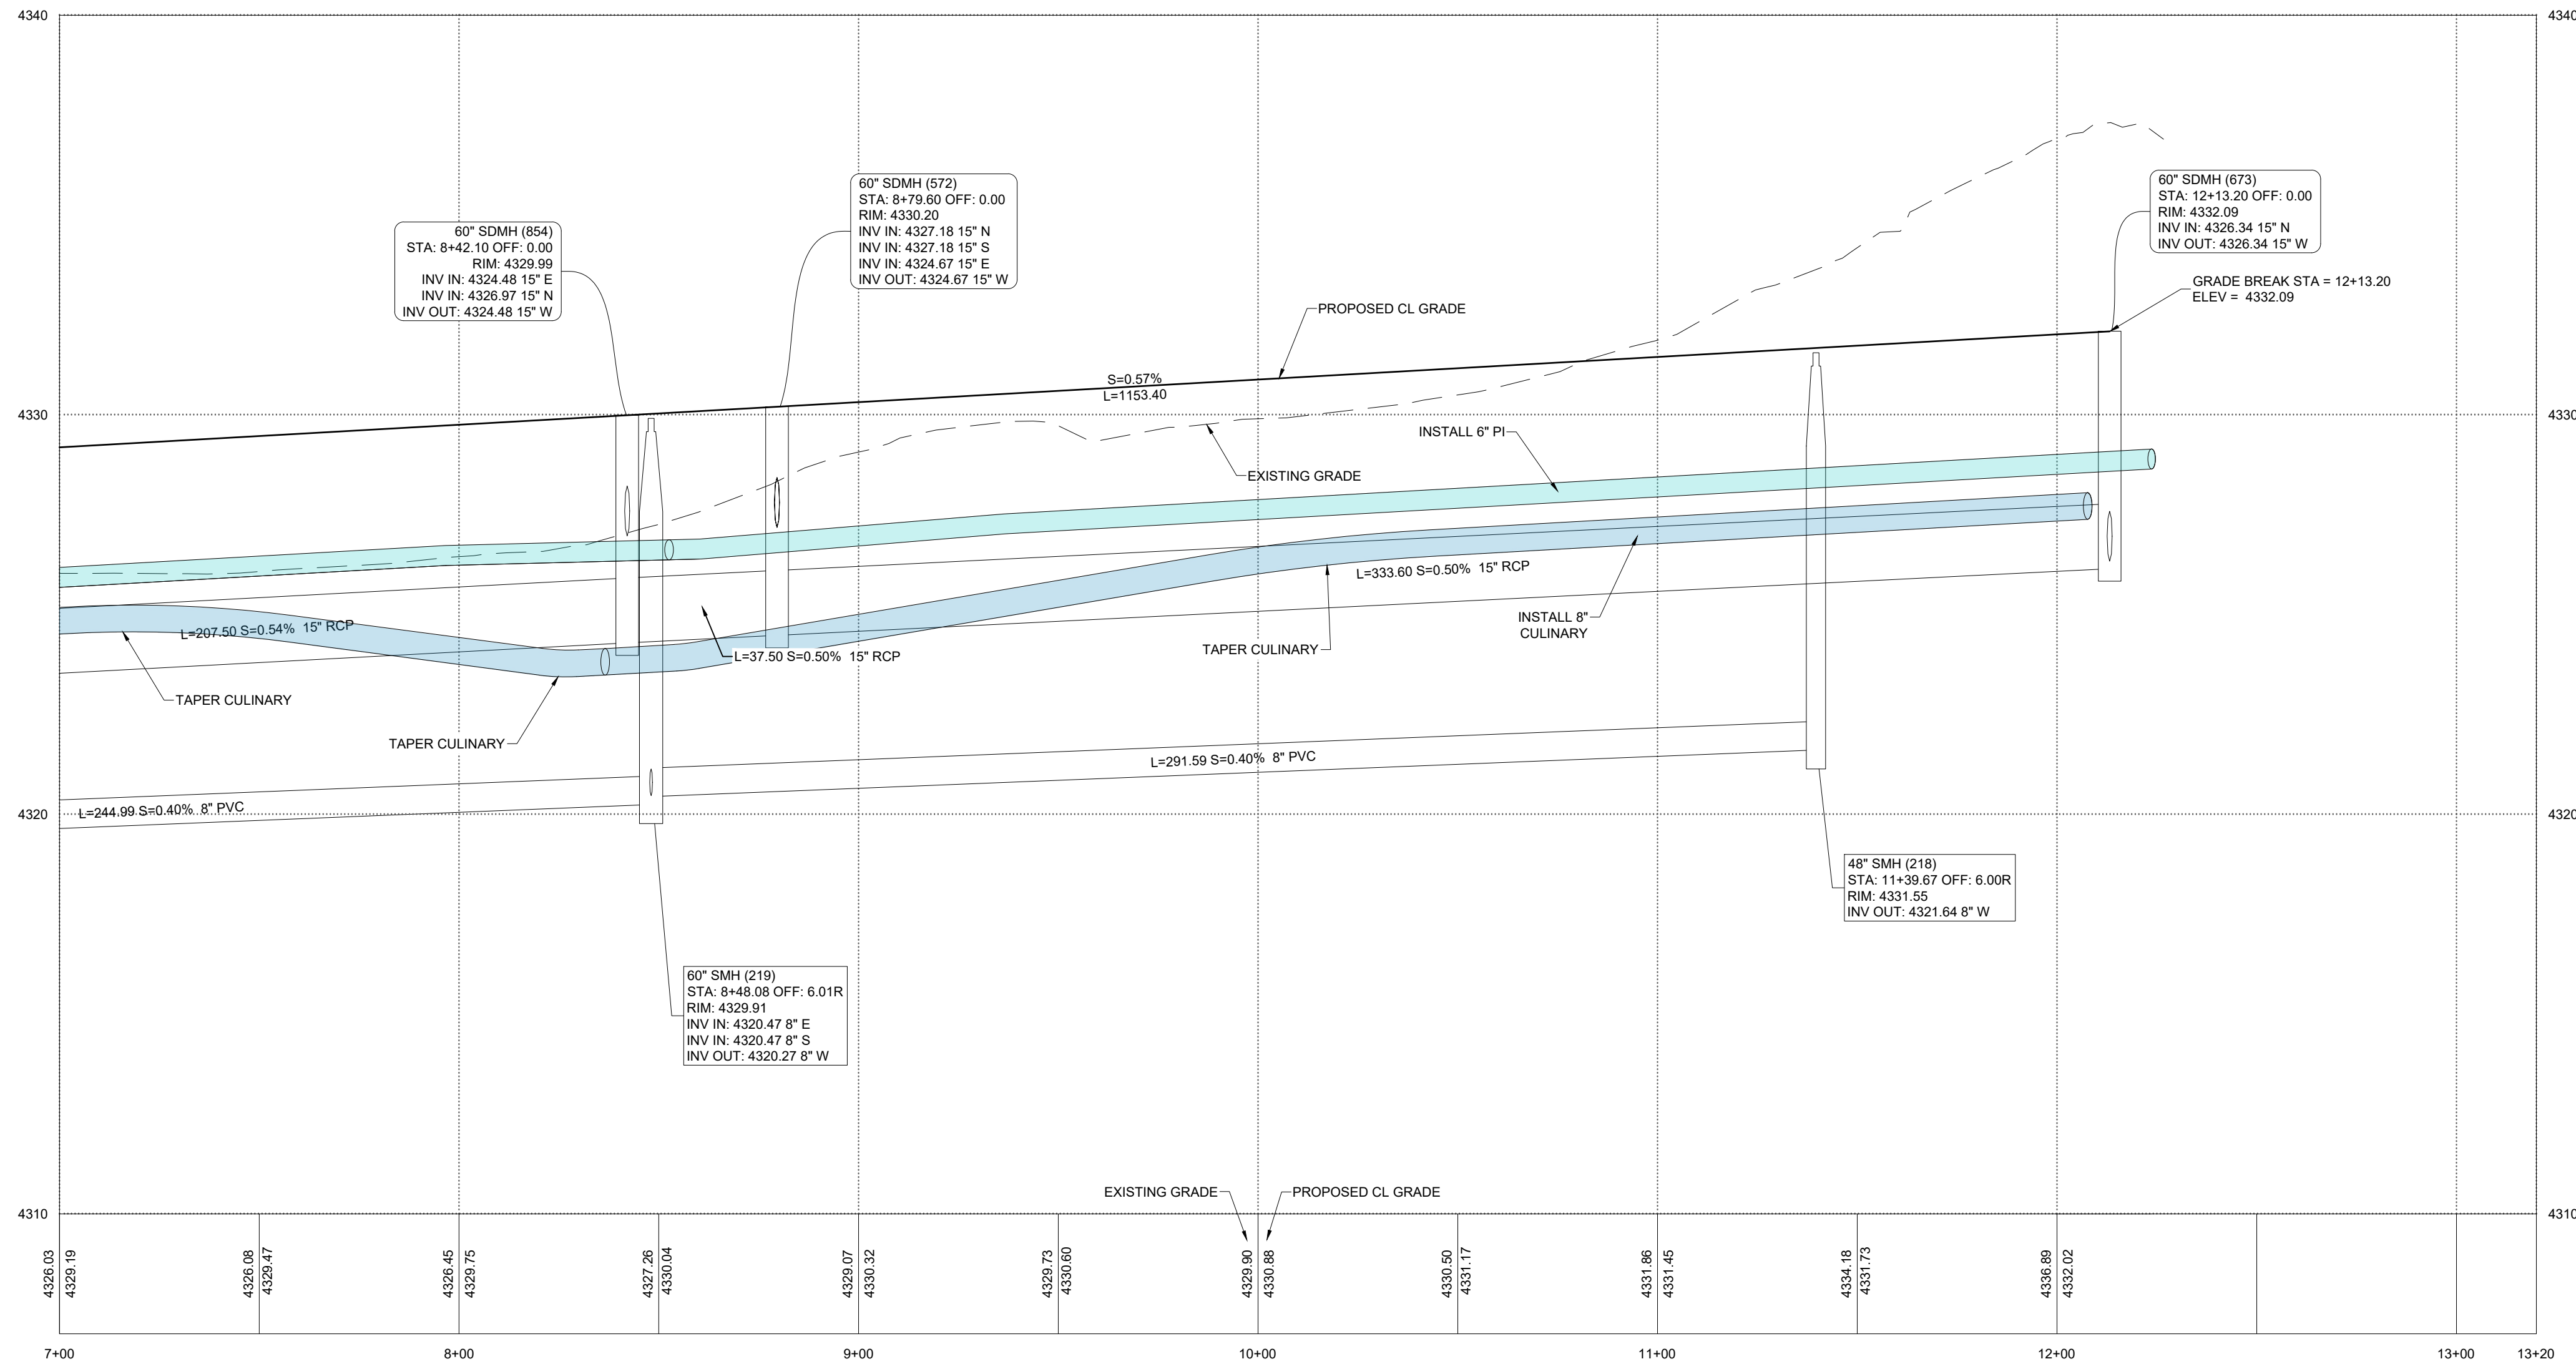 4340
4340
60" SDMH (572)
STA: 8+79.60 OFF: 0.00
RIM: 4330.20
INV IN: 4327.18 15" N
INV IN: 4327.18 15" S
INV IN: 4324.67 15" E
INV OUT: 4324.67 15" W
60" SDMH (673)
STA: 12+13.20 OFF: 0.00
RIM: 4332.09
INV IN: 4326.34 15" N
INV OUT: 4326.34 15" W
60" SDMH (854)
STA: 8+42.10 OFF: 0.00
RIM: 4329.99
INV IN: 4324.48 15" E
INV IN: 4326.97 15" N
INV OUT: 4324.48 15" W
GRADE BREAK STA = 12+13.20
ELEV = 4332.09
PROPOSED CL GRADE
S=0.57%
L=1153.40
4330
4330
INSTALL 6" PI
EXISTING GRADE
L=333.60 S=0.50% 15" RCP
INSTALL 8"
CULINARY
L=207.50 S=0.54% 15" RCP
TAPER CULINARY
L=37.50 S=0.50% 15" RCP
TAPER CULINARY
TAPER CULINARY
L=291.59 S=0.40% 8" PVC
L=244.99 S=0.40% 8" PVC
4320
4320
48" SMH (218)
STA: 11+39.67 OFF: 6.00R
RIM: 4331.55
INV OUT: 4321.64 8" W
60" SMH (219)
STA: 8+48.08 OFF: 6.01R
RIM: 4329.91
INV IN: 4320.47 8" E
INV IN: 4320.47 8" S
INV OUT: 4320.27 8" W
EXISTING GRADE
PROPOSED CL GRADE
4310
4310
4326.03
4329.19
4326.08
4329.47
4326.45
4329.75
4327.26
4330.04
4329.07
4330.32
4329.73
4330.60
4329.90
4330.88
4330.50
4331.17
4331.86
4331.45
4334.18
4331.73
4336.89
4332.02
7+00
8+00
9+00
10+00
11+00
12+00
13+00
13+20